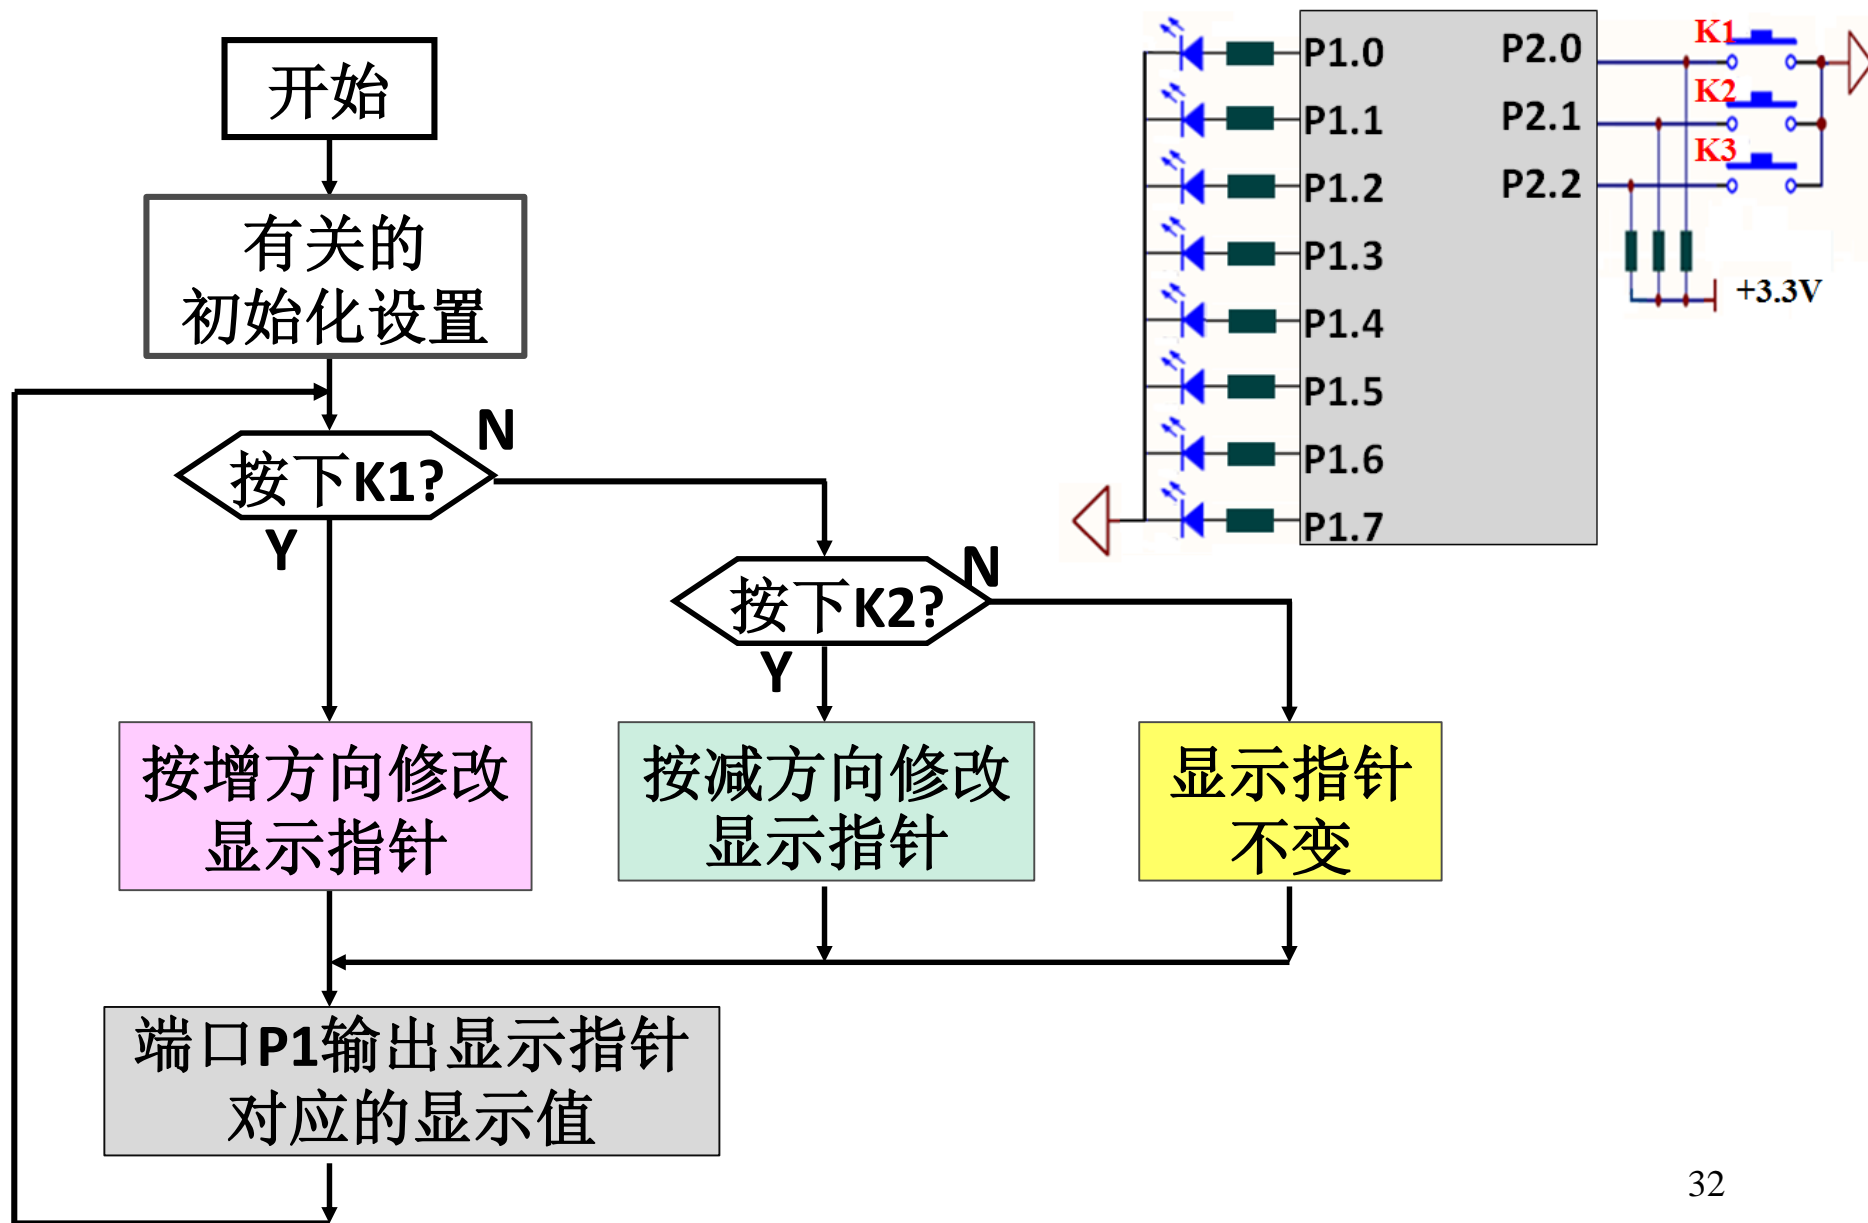 开始
有关的
初始化设置
按下K1?
N
Y
按下K2?
N
Y
按增方向修改
显示指针
按减方向修改
显示指针
显示指针
不变
端口P1输出显示指针
对应的显示值
P1.0
P1.1
P1.2
P1.3
P1.4
P1.5
P1.6
P1.7
P2.0
P2.1
P2.2
K1
K2
K3
+3.3V
32